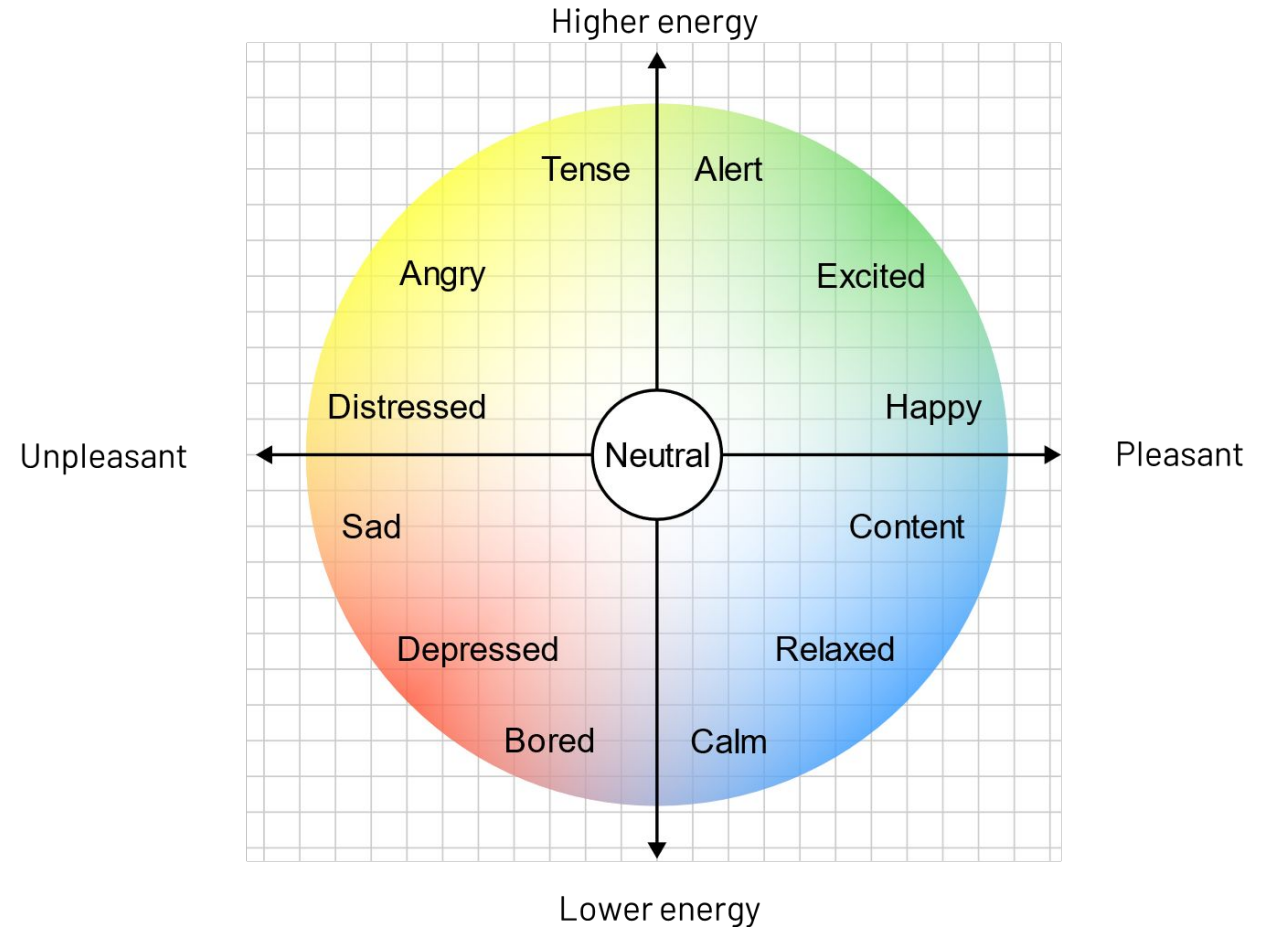 Higher energy
Tense
Alert
Angry
Excited
Distressed
Happy
Unpleasant
Neutral
Pleasant
Sad
Content
Depressed
Relaxed
Bored
Calm
Lower energy